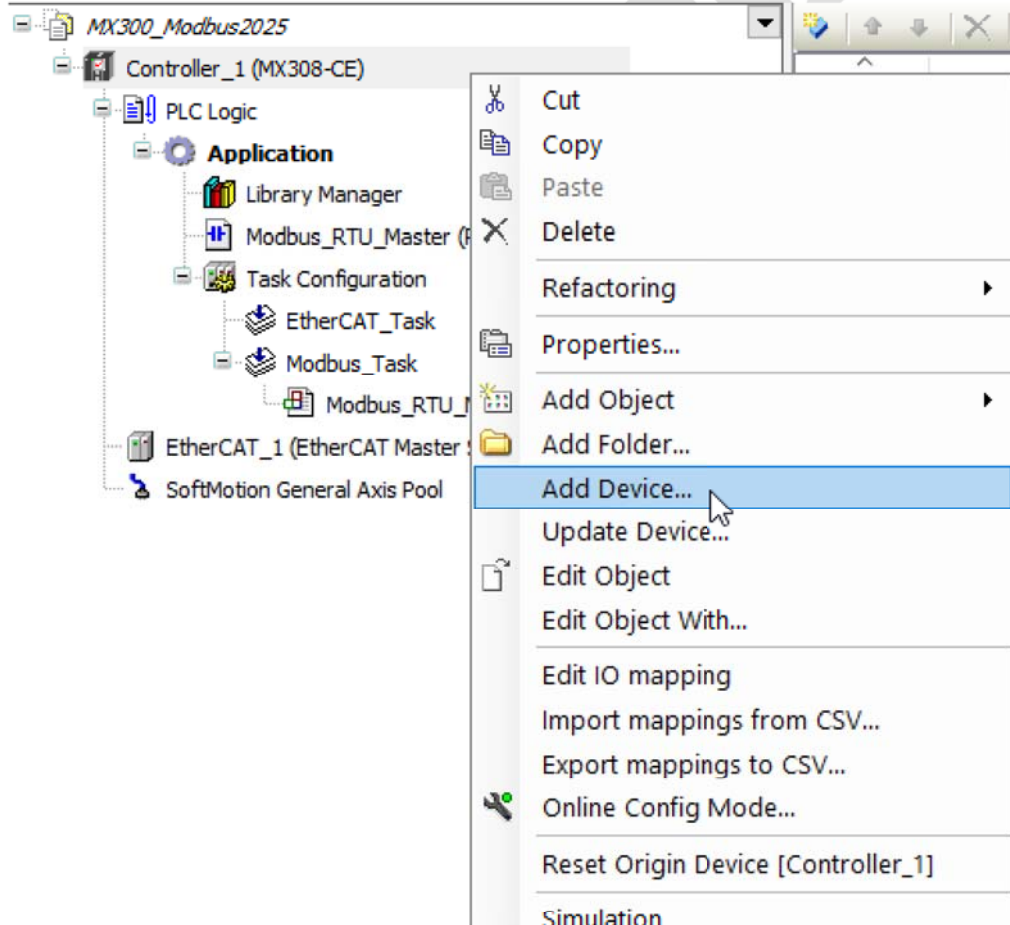 MX300_Modbus2025
Controller_1 (MX308-CE)
PLC Logic
Application
Library Manager
Modbus_RTU_Master
Task Configuration
EtherCAT_Task
Modbus_Task
EtherCAT_1 (EtherCAT Master
SoftMotion General Axis Pool
Cut
Copy
Paste
Delete
Refactoring
Properties...
Add Object
Add Folder...
Add Device...
Update Device...
Edit Object
Edit Object With...
Edit IO mapping
Import mappings from CSV...
Export mappings to CSV...
Online Config Mode...
Reset Origin Device [Controller_1]
Simulation